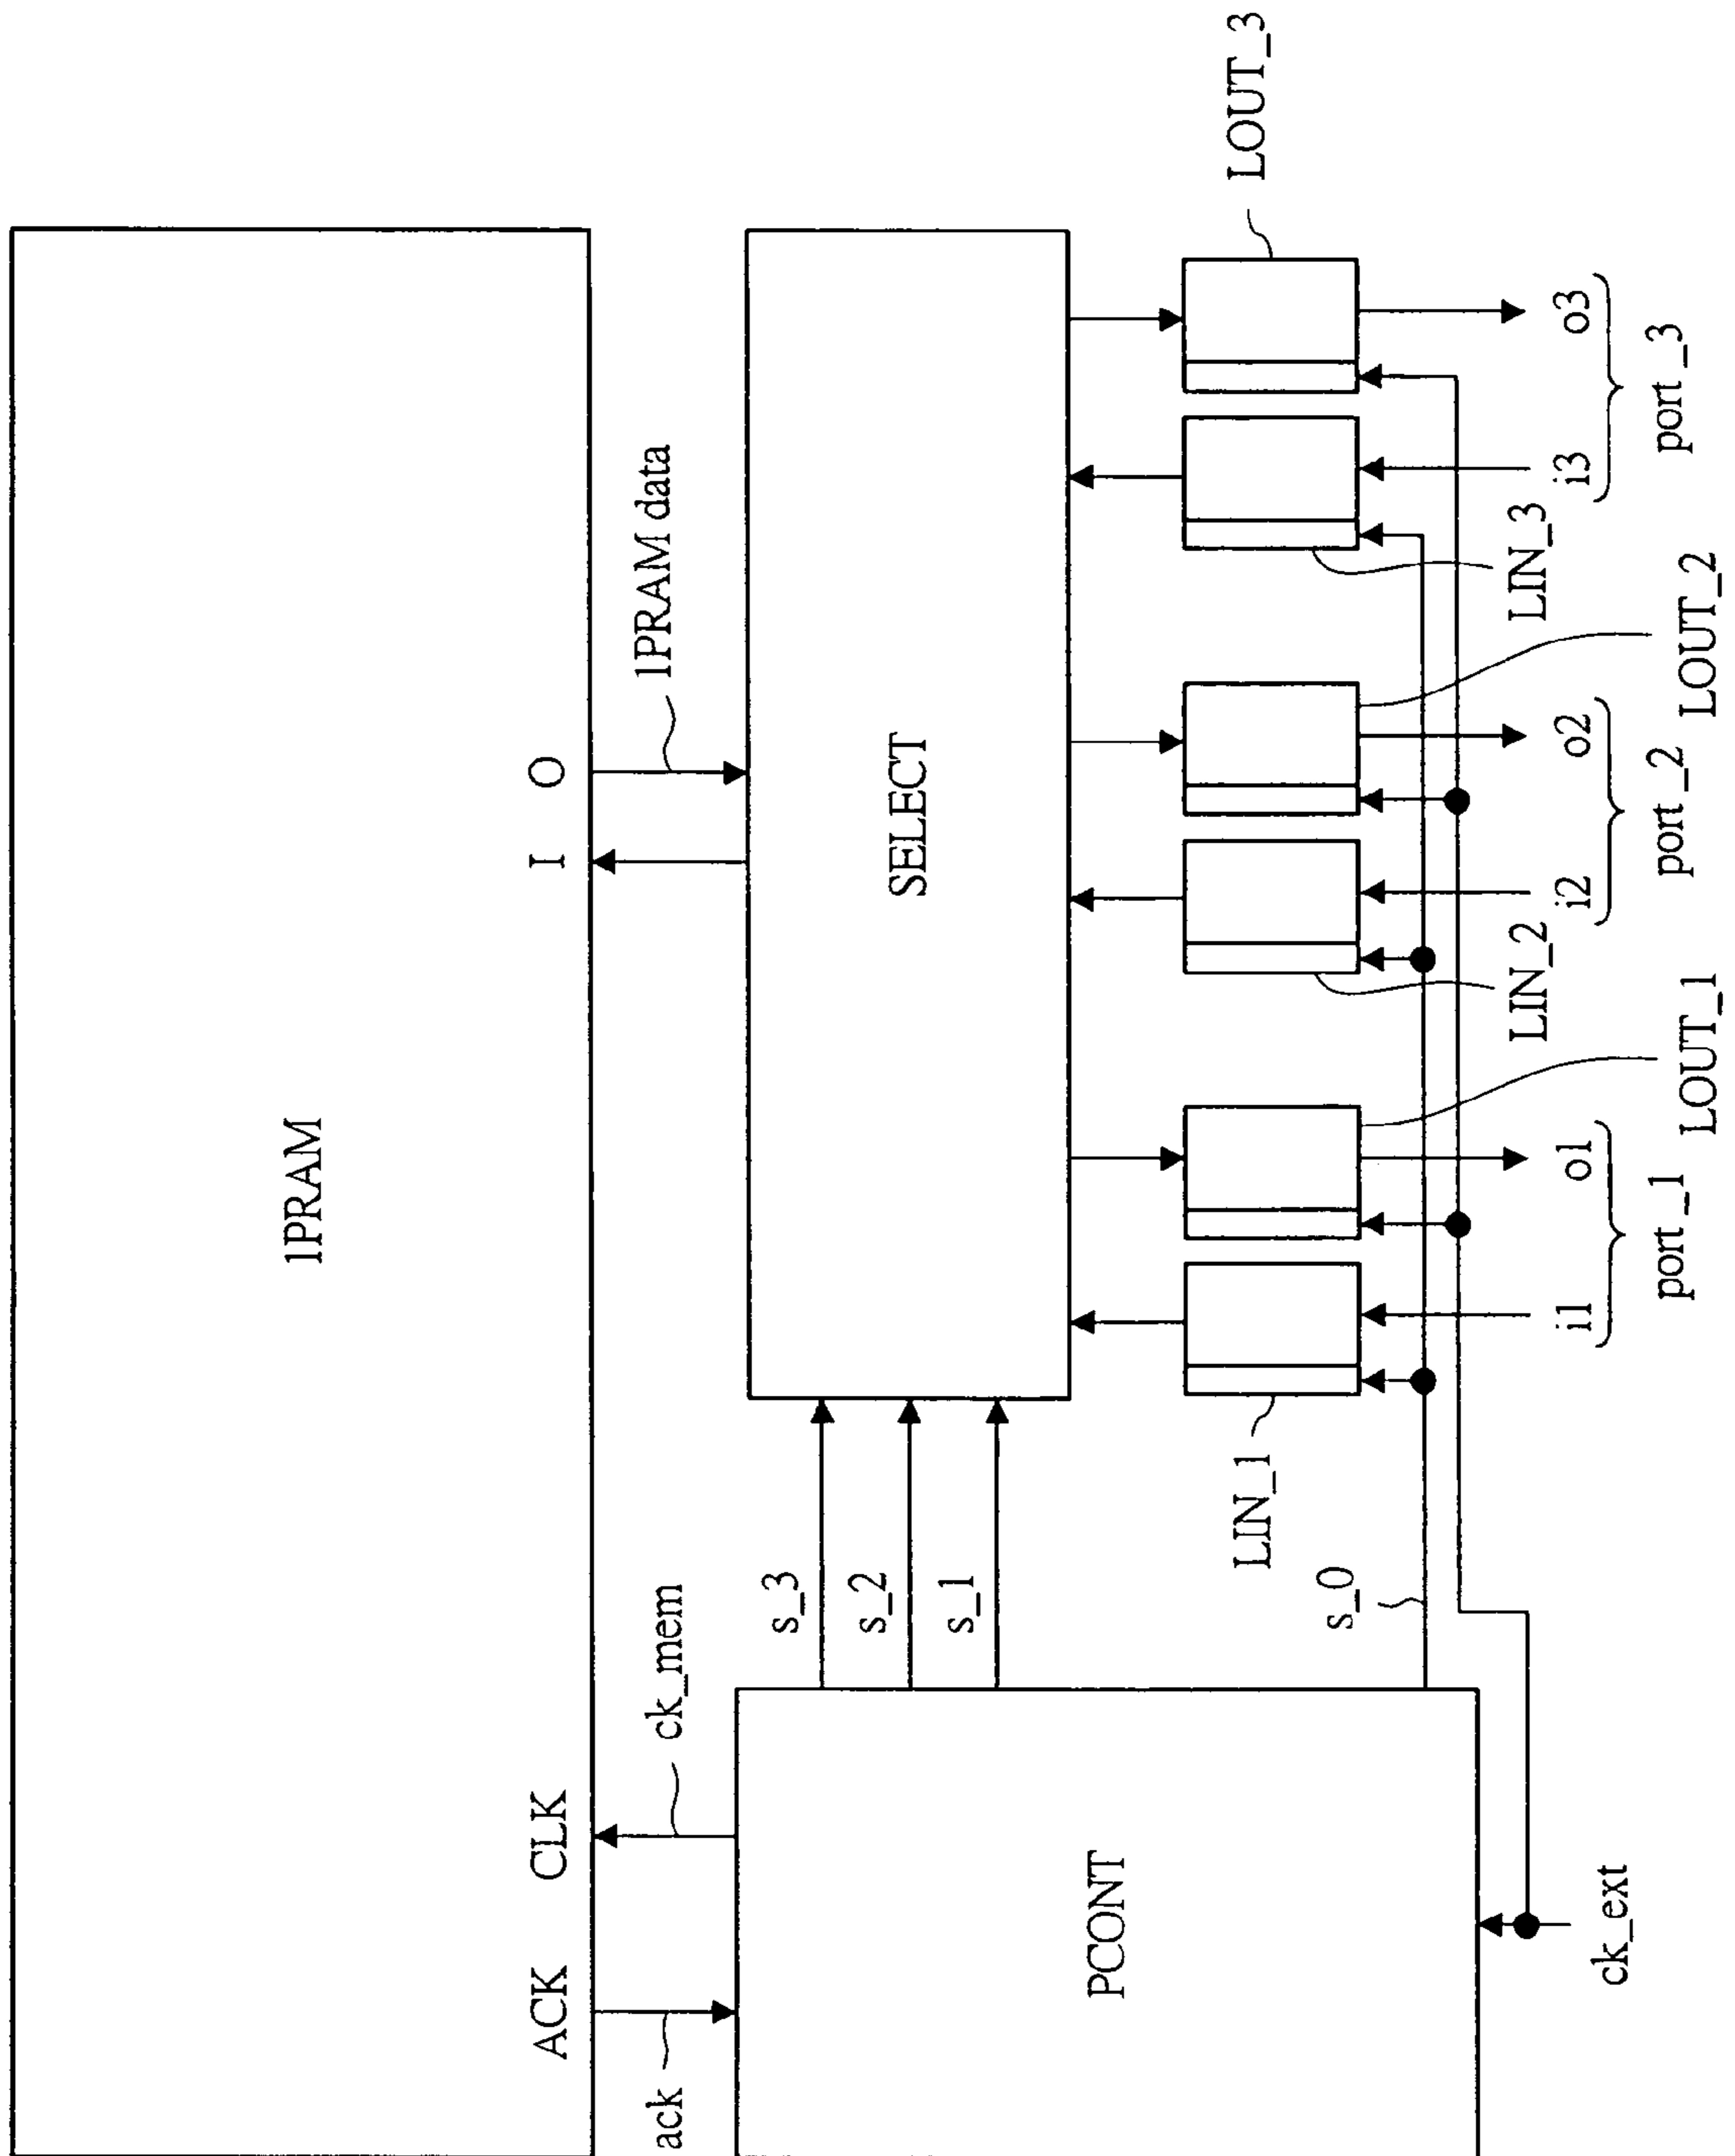 1PRAM
ACK
CLK
I
O
ack
ck_mem
1PRAM data
s_3
s_2
s_1
SELECT
PCONT
s_0
LIN_1
LOUT_3
LIN_2
LIN_3
i1
o1
i2
o2
i3
o3
ck_ext
port_1
port_2
port_3
LOUT_1
LOUT_2